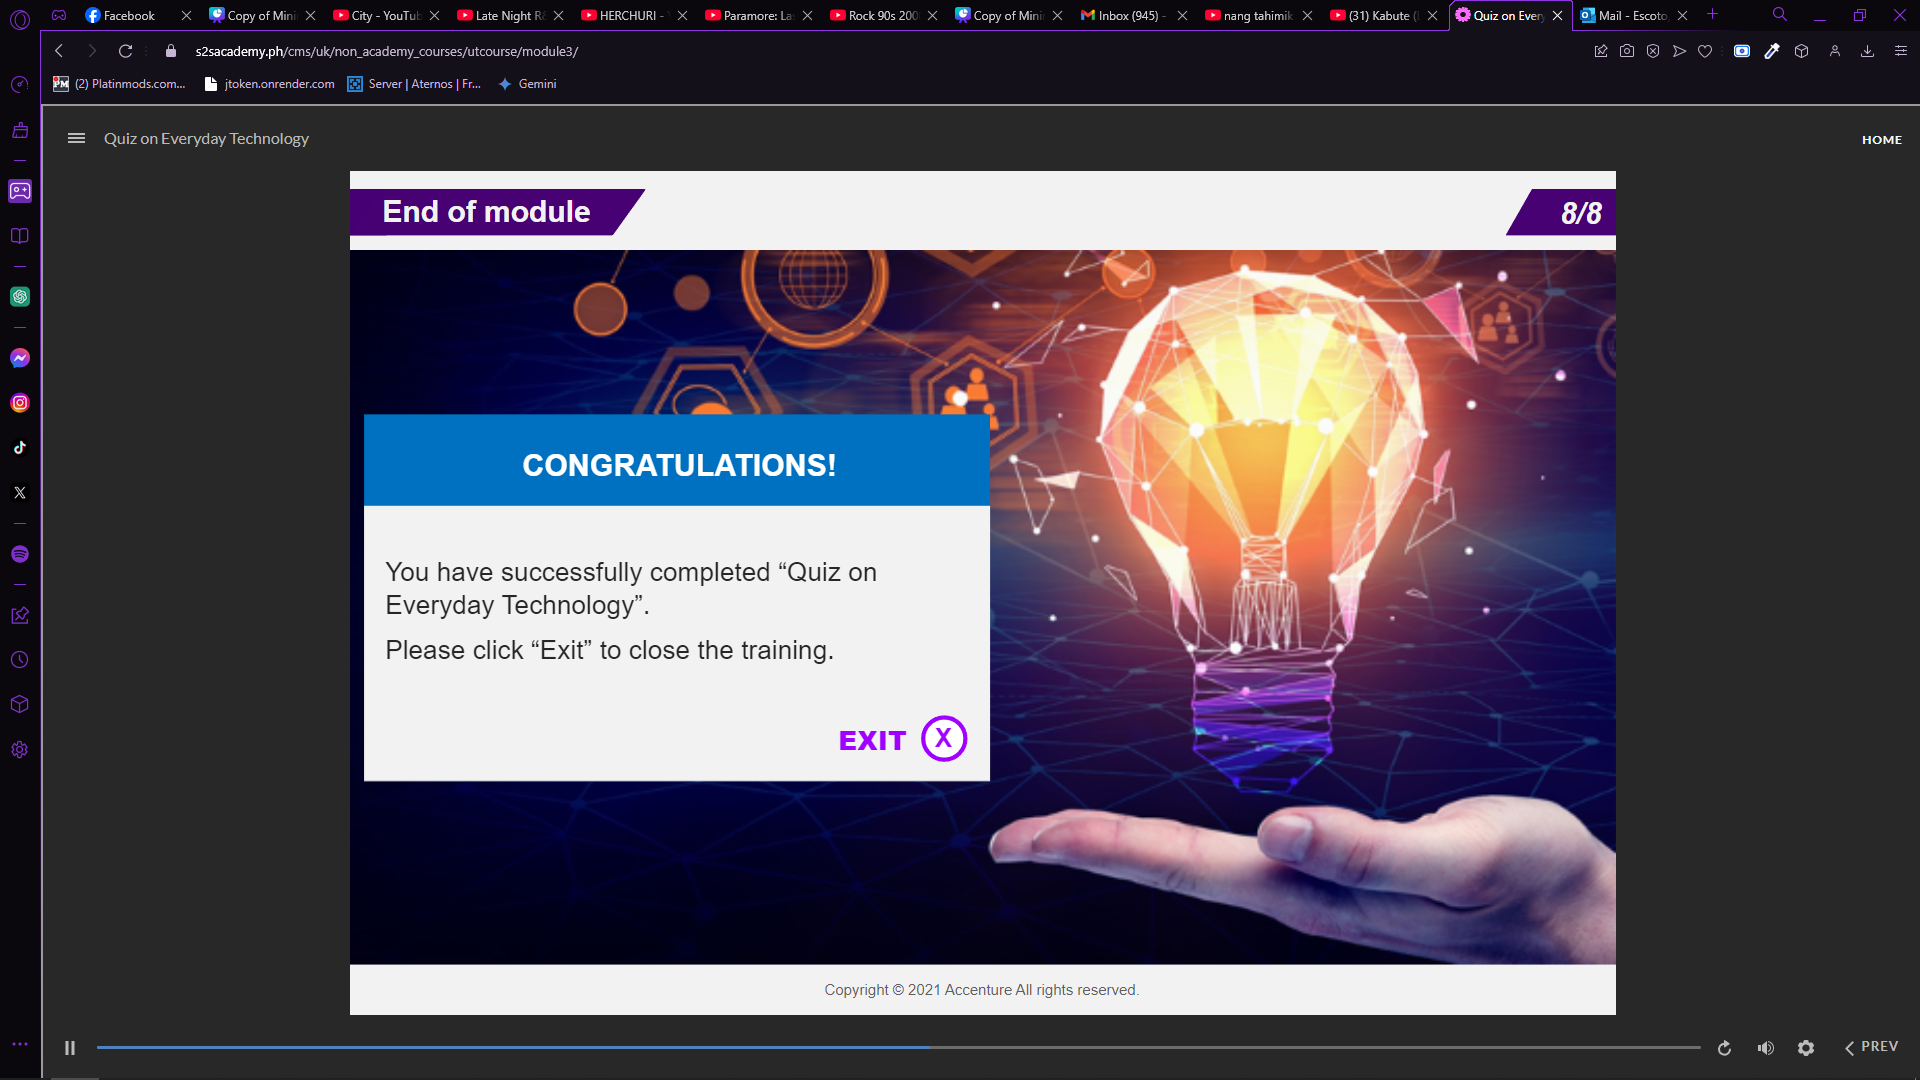 Facebook
Copy of Mini
City - YouTub
Late Night R
HERCHURI -
Paramore: La
Rock 90s 200
Copy of Mini
Inbox (945) -
nang tahimik
(31) Kabute (
Quiz on Every
Mail - Escoto,
s2sacademy.ph/cms/uk/non_academy_courses/utcourse/module3/
(2) Platinmods.com...
jtoken.onrender.com
Server | Aternos | Fr...
Gemini
Quiz on Everyday Technology
HOME
End of module
8/8
CONGRATULATIONS!
You have successfully completed “Quiz on
Everyday Technology”.
Please click “Exit” to close the training.
EXIT X
Copyright © 2021 Accenture All rights reserved.
PREV